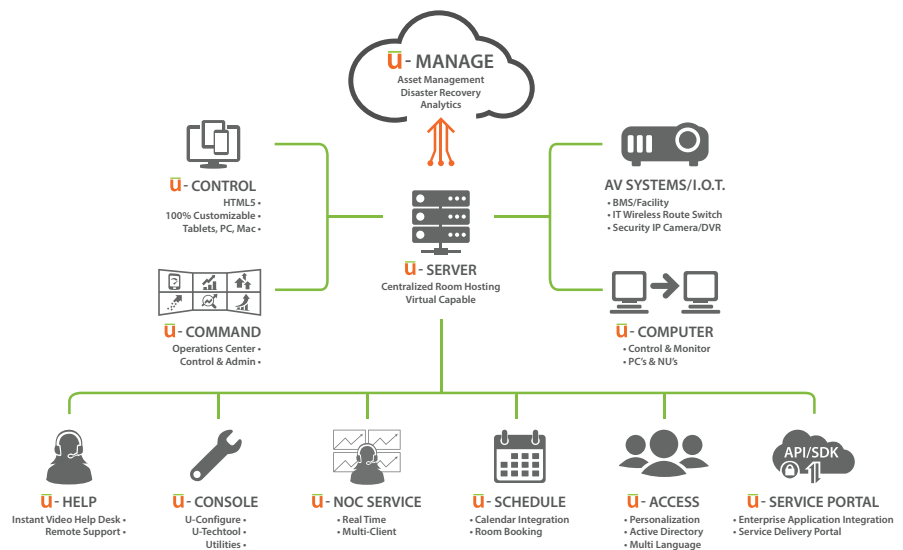 ū - MANAGE
Asset Management
Disaster Recovery
Analytics
ū - CONTROL
HTML5 •
100% Customizable •
Tablets, PC, Mac •
AV SYSTEMS/I.O.T.
• BMS/Facility
• IT Wireless Route Switch
• Security IP Camera/DVR
ū - SERVER
Centralized Room Hosting
Virtual Capable
ū - COMMAND
Operations Center •
Control & Admin •
ū - COMPUTER
• Control & Monitor
• PC's & NU's
ū - HELP
Instant Video Help Desk •
Remote Support •
ū - CONSOLE
U-Configure •
U-Techtool •
Utilities •
ū - NOC SERVICE
• Real Time
• Multi-Client
ū - SCHEDULE
• Calendar Integration
• Room Booking
ū - ACCESS
• Personalization
• Active Directory
• Multi Language
API/SDK
ū - SERVICE PORTAL
• Enterprise Application Integration
• Service Delivery Portal